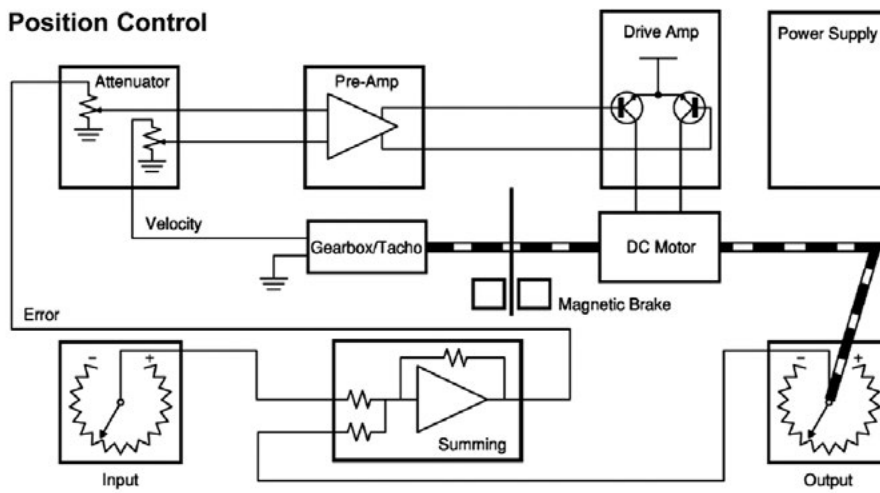 Position Control
Drive Amp
Power Supply
Attenuator
Pre-Amp
Velocity
Gearbox/Tacho
DC Motor
Magnetic Brake
Error
- +
- +
Summing
Input
Output